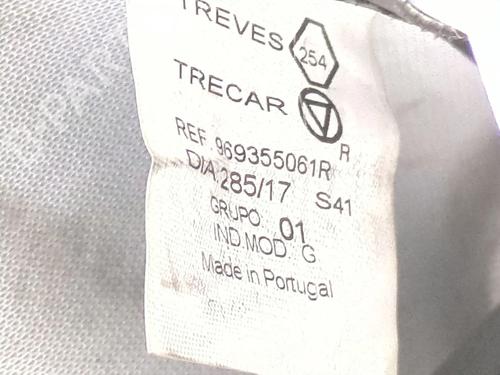 TREVES 254
TRECAR
R
REF. 969355061R
DIA 285/17 S41
GRUPO: 01
IND.MOD. G
Made in Portugal